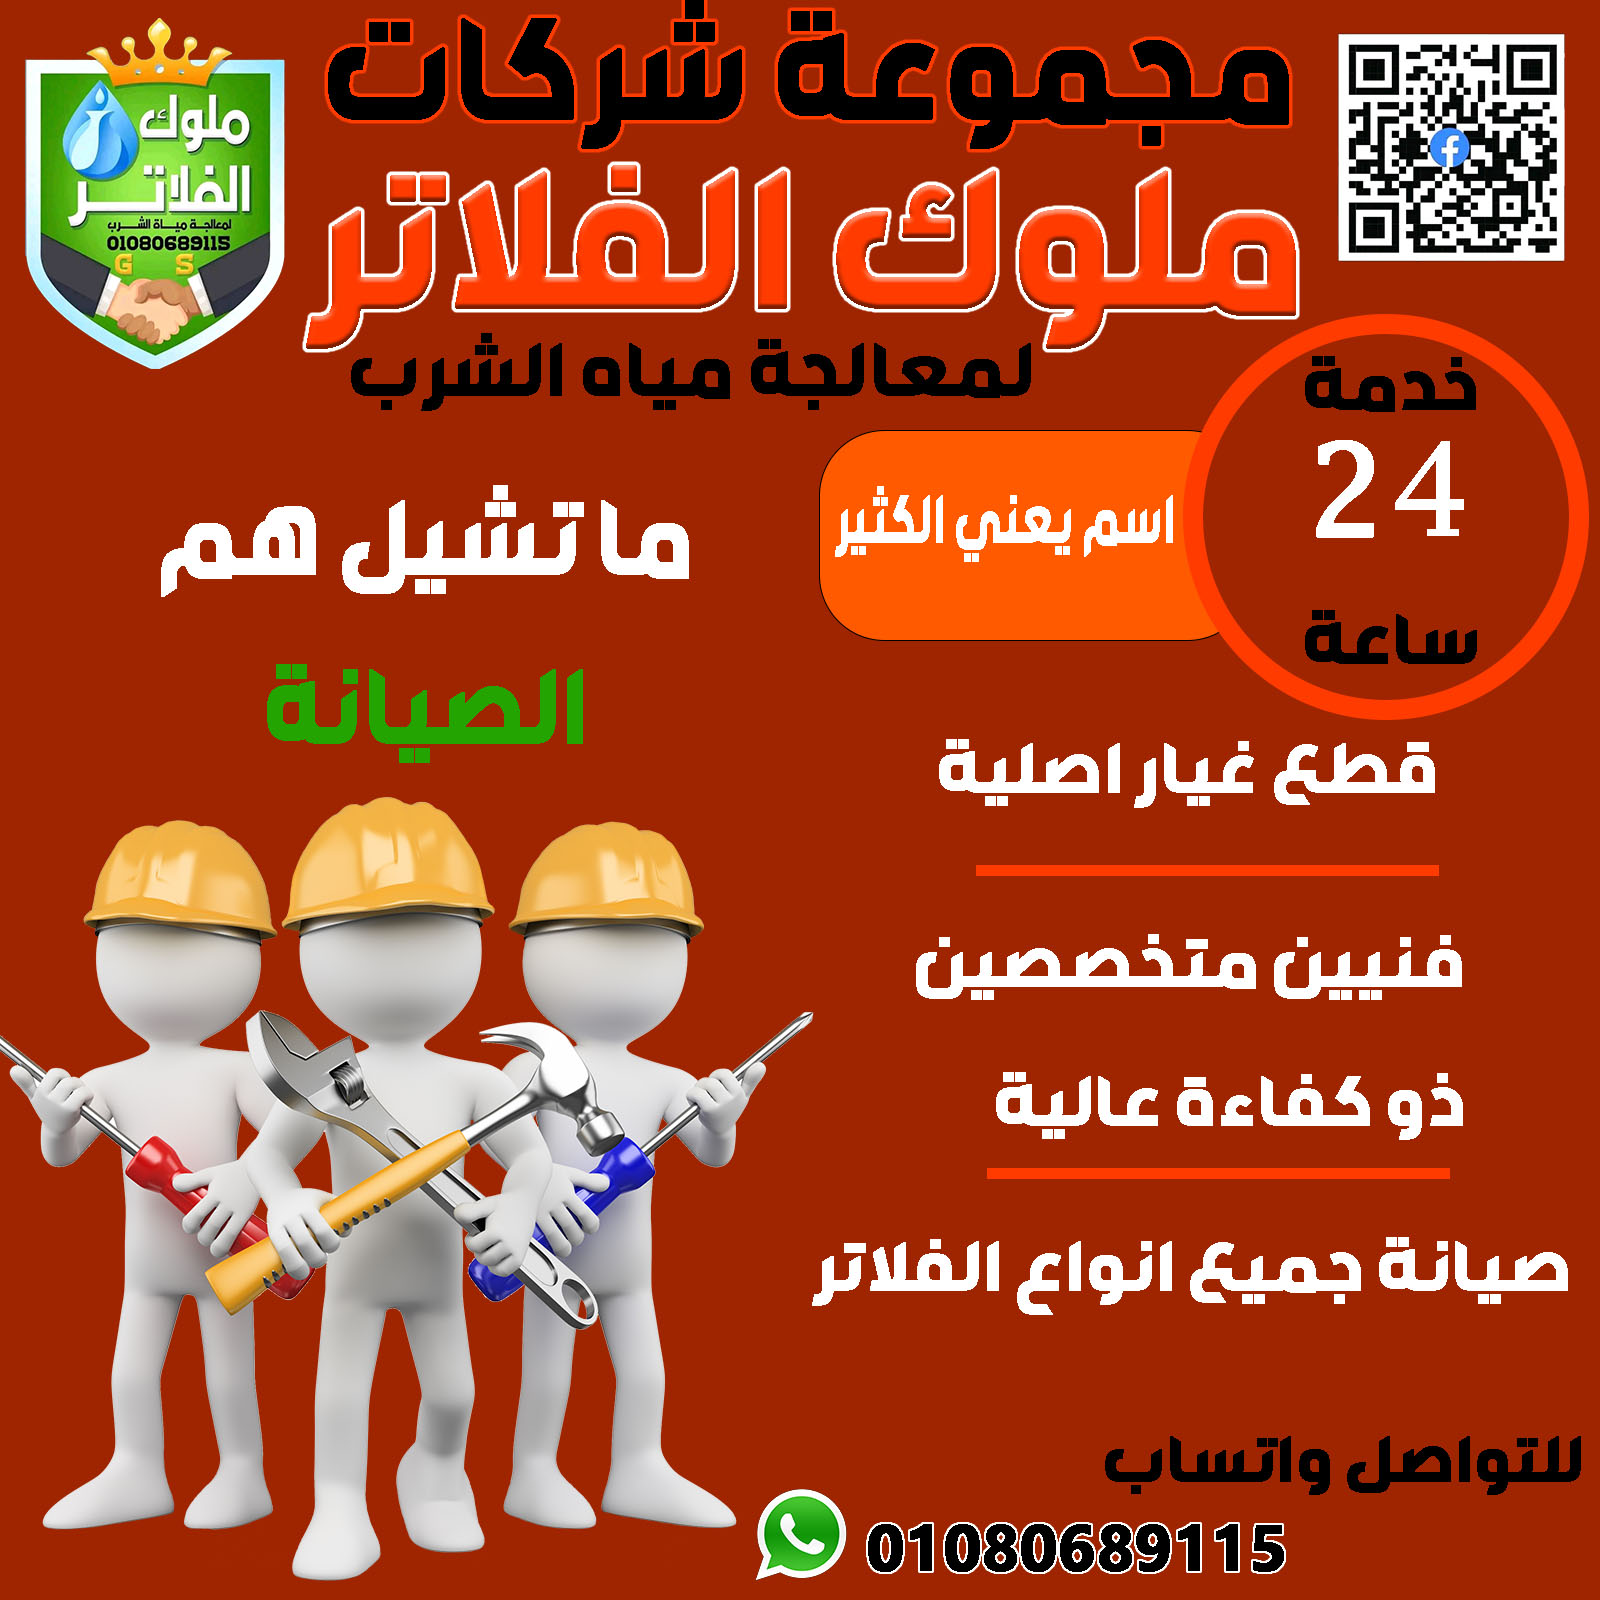 مجموعة شركات
ملوك الفلاتر
لمعالجة مياه الشرب
ملوك
الفلاتر
لمعالجة مياة الشرب
01080689115
G S
خدمة
24
ساعة
اسم يعني الكثير
ما تشيل هم
الصيانة
قطع غيار اصلية
فنيين متخصصين
ذو كفاءة عالية
صيانة جميع انواع الفلاتر
للتواصل واتساب
01080689115